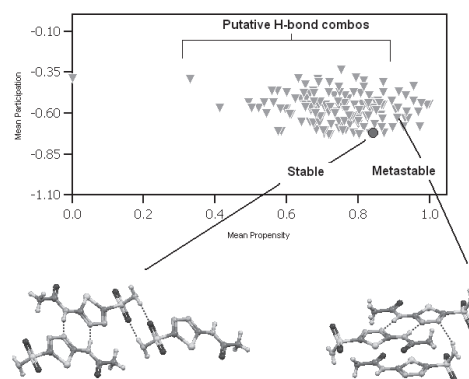 Putative H-bond combos
-0.10
-0.35
-0.60
-0.85
-1.10
Mean Participation
Stable
Metastable
0.0 0.2 0.4 0.6 0.8 1.0
Mean Propensity